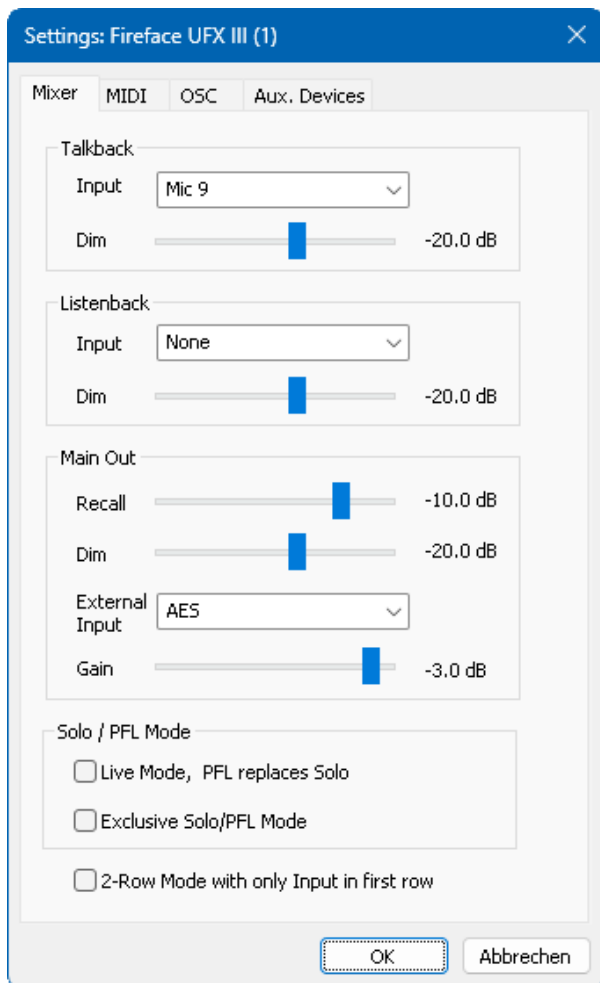 Settings: Fireface UFX III (1)
Mixer MIDI OSC Aux. Devices
Talkback
Input Mic 9
Dim -20.0 dB
Listenback
Input None
Dim -20.0 dB
Main Out
Recall -10.0 dB
Dim -20.0 dB
External
Input AES
Gain -3.0 dB
Solo / PFL Mode
Live Mode, PFL replaces Solo
Exclusive Solo/PFL Mode
2-Row Mode with only Input in first row
OK Abbrechen